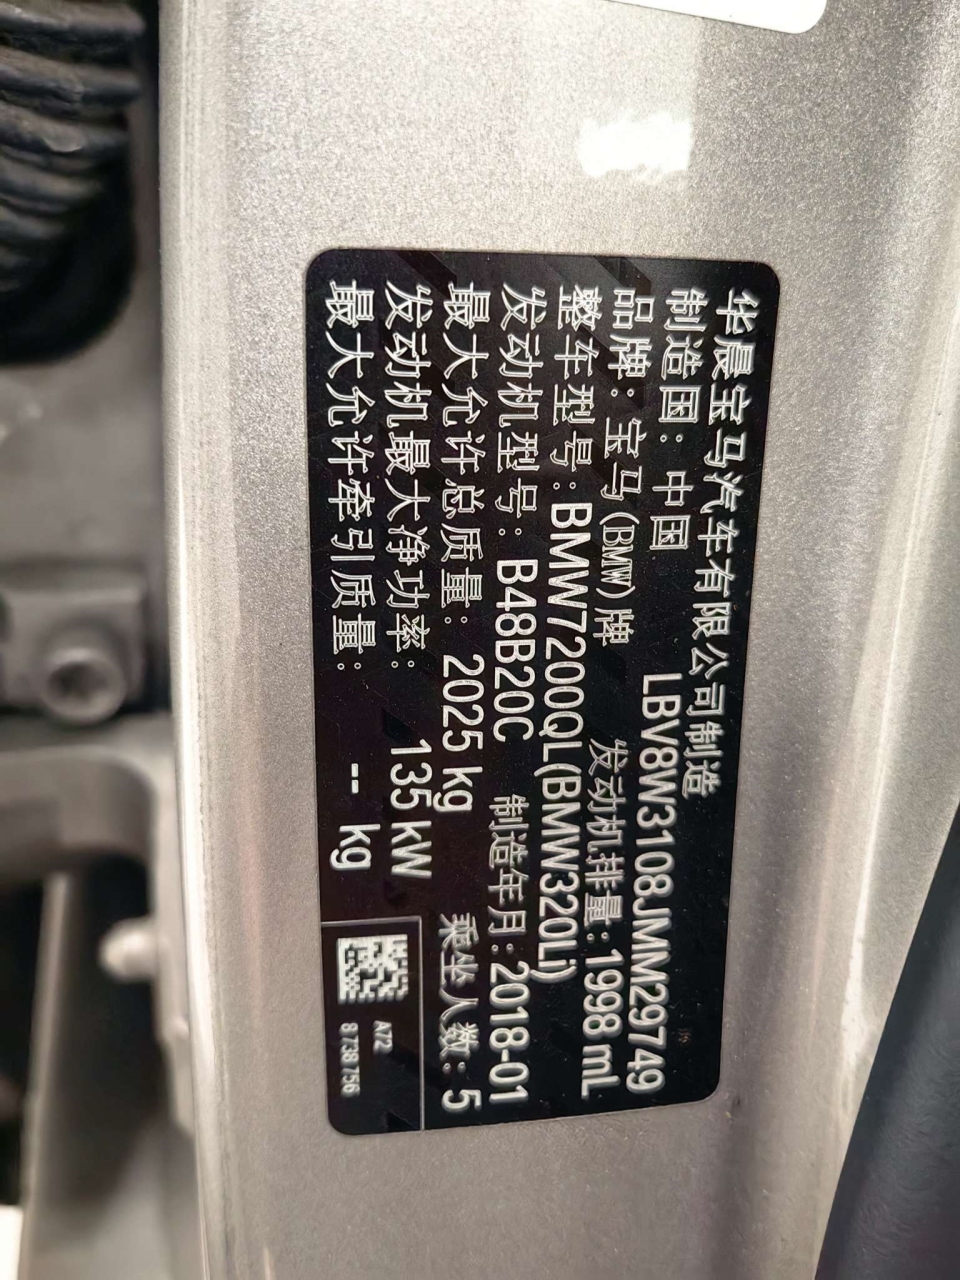 华晨宝马汽车有限公司制造
制造国：中国 LBV8W3108JMM29749
品牌：宝马(BMW)牌 发动机排量：1998 mL
整车型号：BMW7200QL(BMW320Li)
发动机型号：B48B20C 制造年月：2018-01
最大允许总质量：2025 kg 乘坐人数：5
发动机最大净功率：135 kW
最大允许牵引质量：-- kg
A72
8 738 756